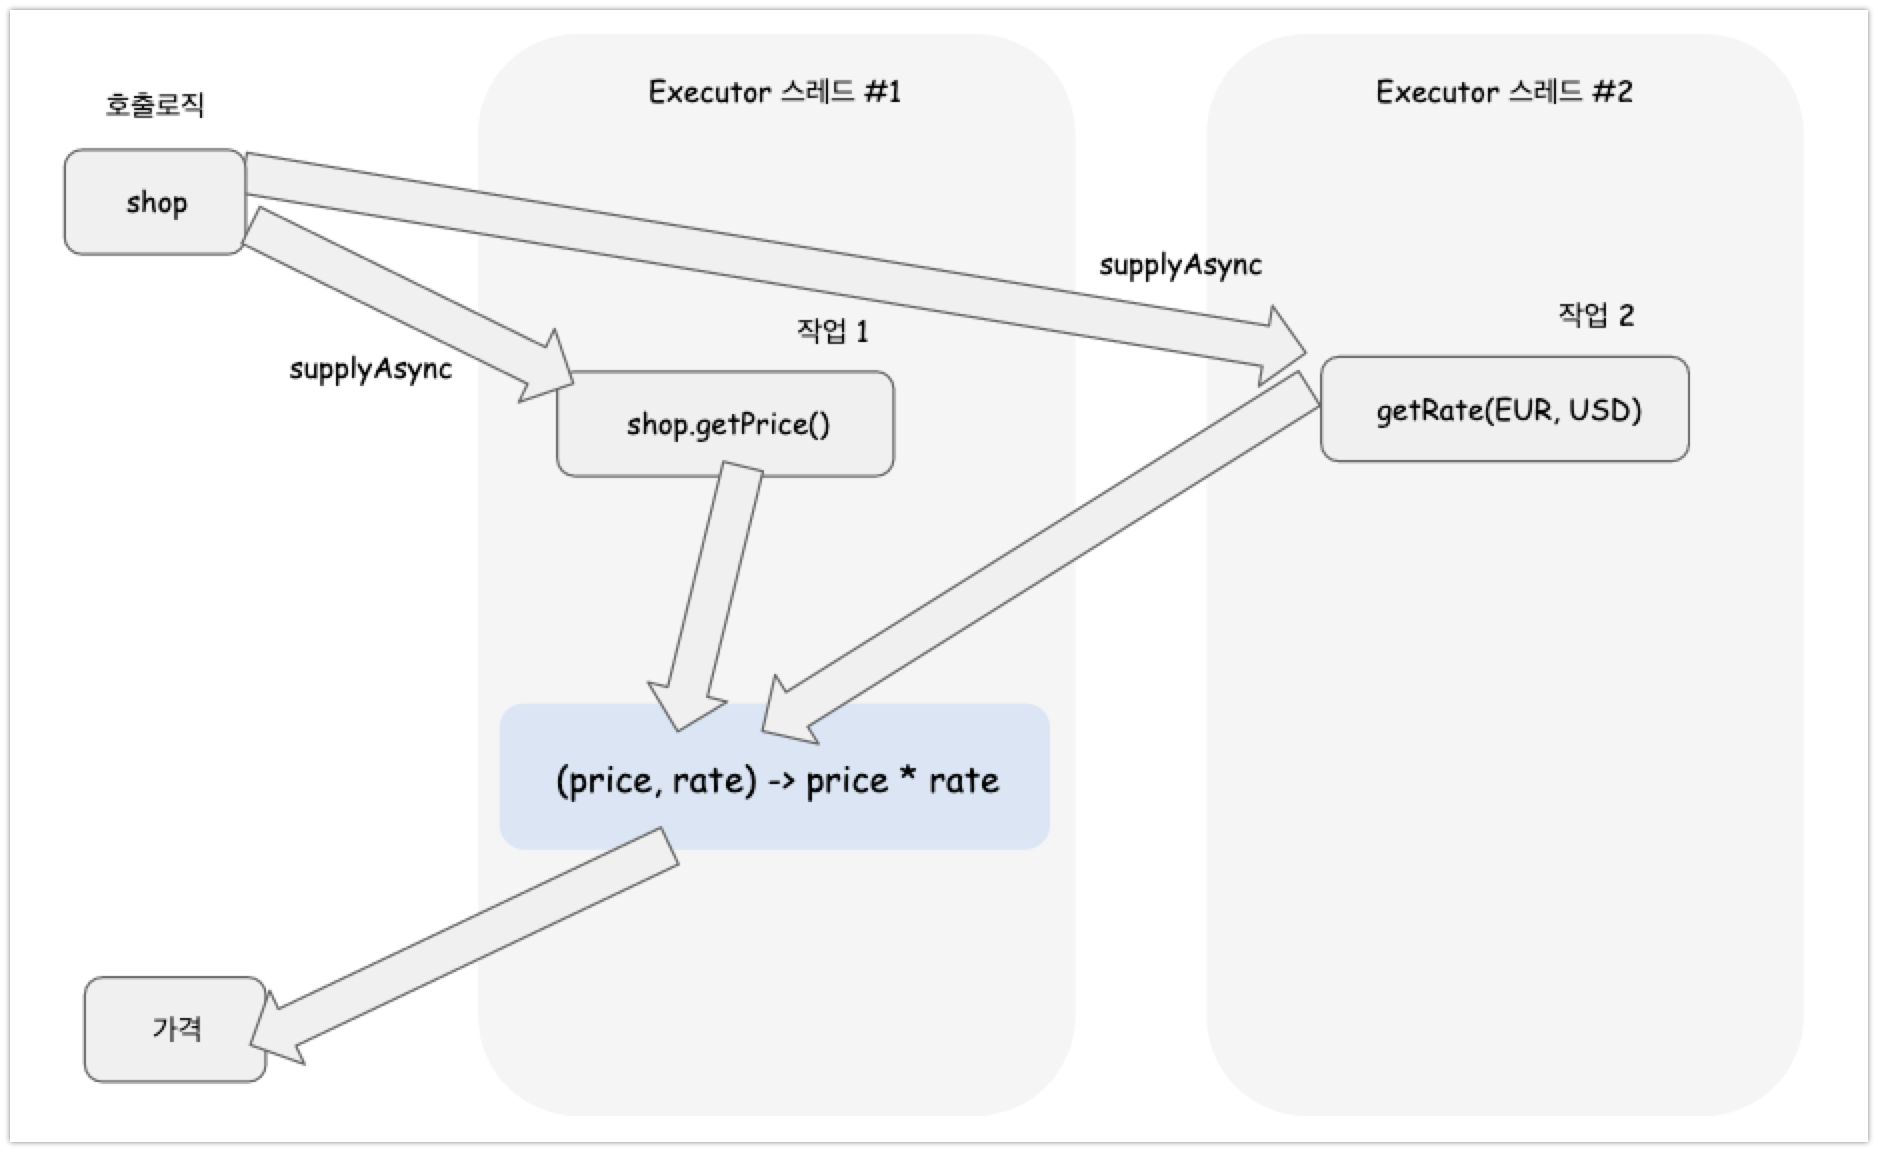 Executor 스레드 #1
Executor 스레드 #2
호출로직
shop
supplyAsync
작업 2
작업 1
supplyAsync
getRate(EUR, USD)
shop.getPrice()
(price, rate) -> price * rate
가격